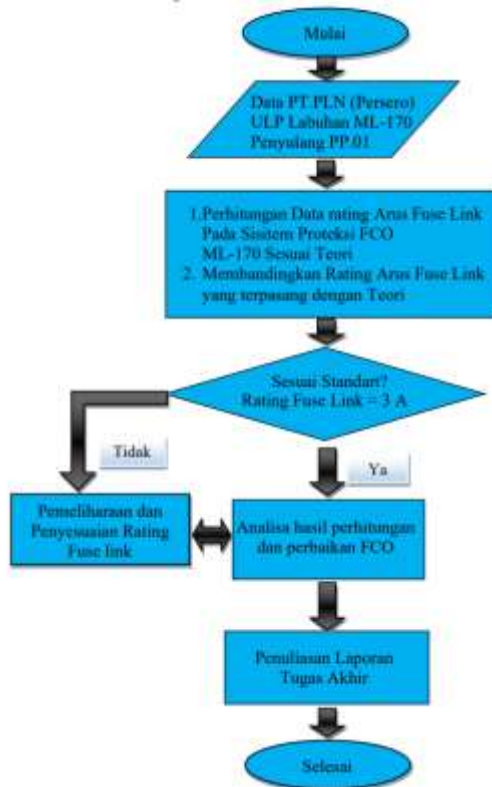 Mulai
Data PT.PLN (Persero)
ULP Labuhan ML-170
Penyulang PP.01
1.Perhitungan Data rating Arus Fuse Link
Pada Sisitem Proteksi FCO
ML-170 Sesuai Teori
2. Membandingkan Rating Arus Fuse Link
yang terpasang dengan Teori
Sesuai Standart?
Rating Fuse Link = 3 A
Tidak
Ya
Pemeliharaan dan
Penyesuaian Rating
Fuse link
Analisa hasil perhitungan
dan perbaikan FCO
Penuliasan Laporan
Tugas Akhir
Selesai